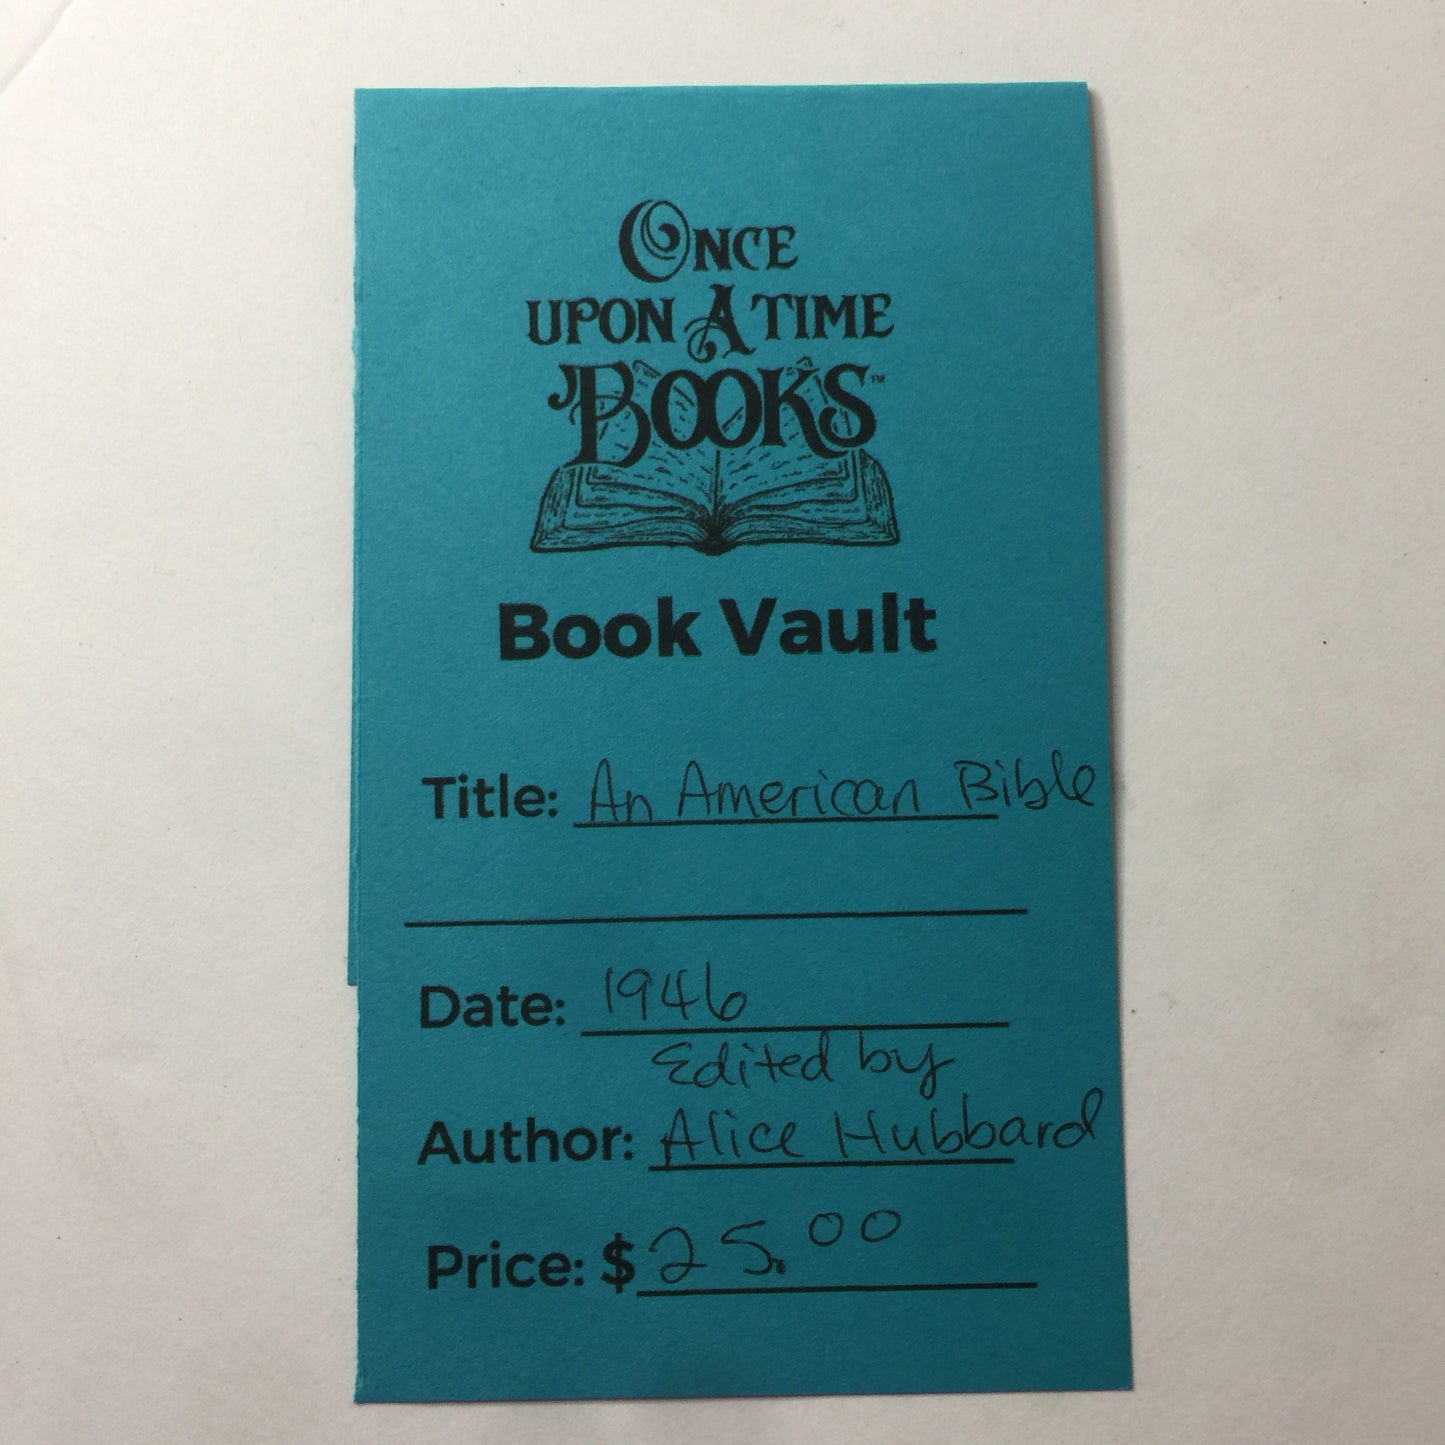 ONCE
UPON A TIME
BOOKS™
Book Vault
Title: An American Bible
Date: 1946
Edited by
Author: Alice Hubbard
Price: $25.00